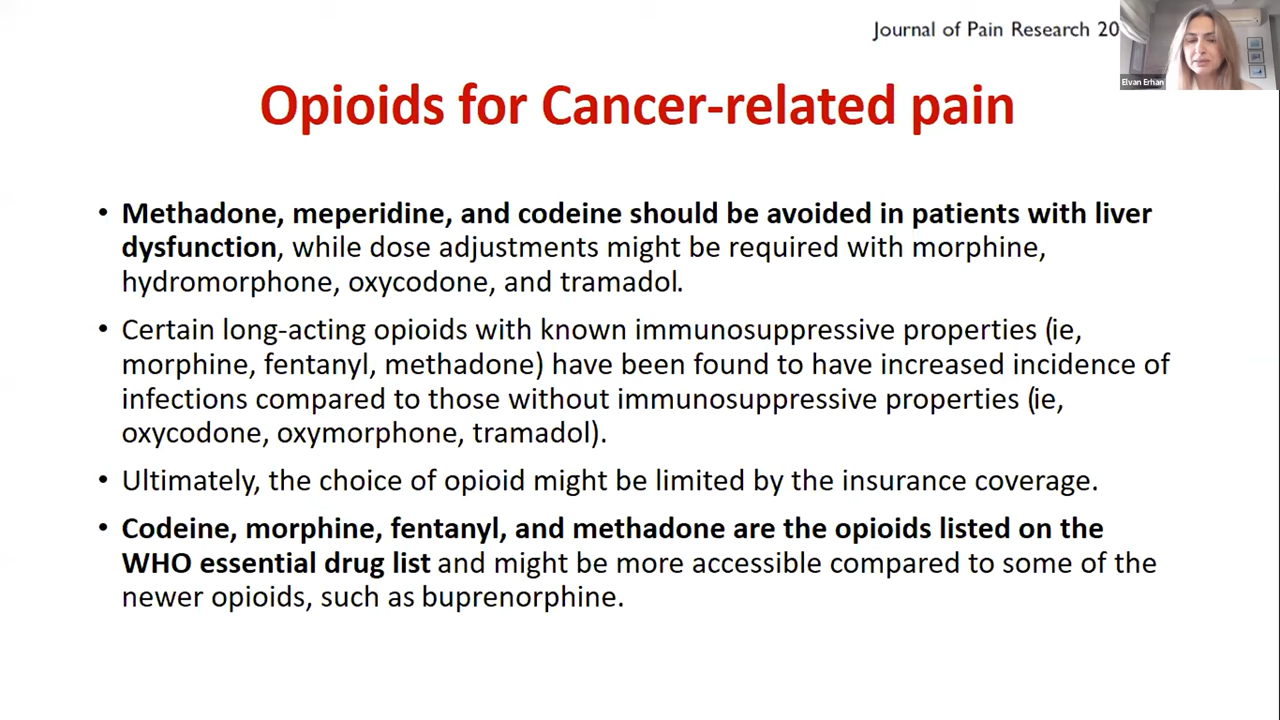 Journal of Pain Research 20
Elvan Erhan
Opioids for Cancer-related pain
• Methadone, meperidine, and codeine should be avoided in patients with liver
dysfunction, while dose adjustments might be required with morphine,
hydromorphone, oxycodone, and tramadol.
• Certain long-acting opioids with known immunosuppressive properties (ie,
morphine, fentanyl, methadone) have been found to have increased incidence of
infections compared to those without immunosuppressive properties (ie,
oxycodone, oxymorphone, tramadol).
• Ultimately, the choice of opioid might be limited by the insurance coverage.
• Codeine, morphine, fentanyl, and methadone are the opioids listed on the
WHO essential drug list and might be more accessible compared to some of the
newer opioids, such as buprenorphine.